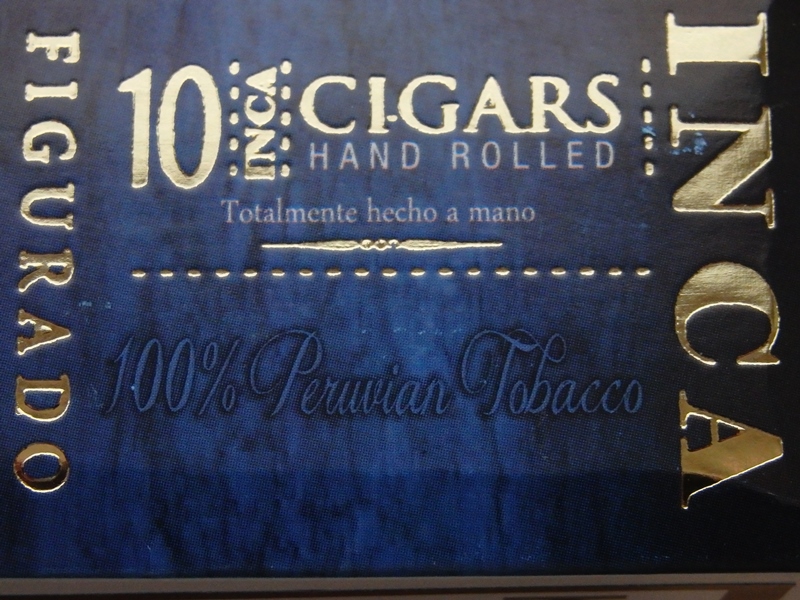 FIGURADO
10 INCA CIGARS
HAND ROLLED
Totalmente hecho a mano
100% Peruvian Tobacco
INCA